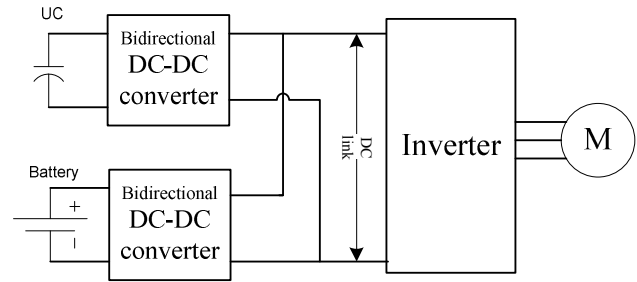 UC
Bidirectional
DC-DC
converter
DC
link
Inverter
M
Battery
+
−
Bidirectional
DC-DC
converter